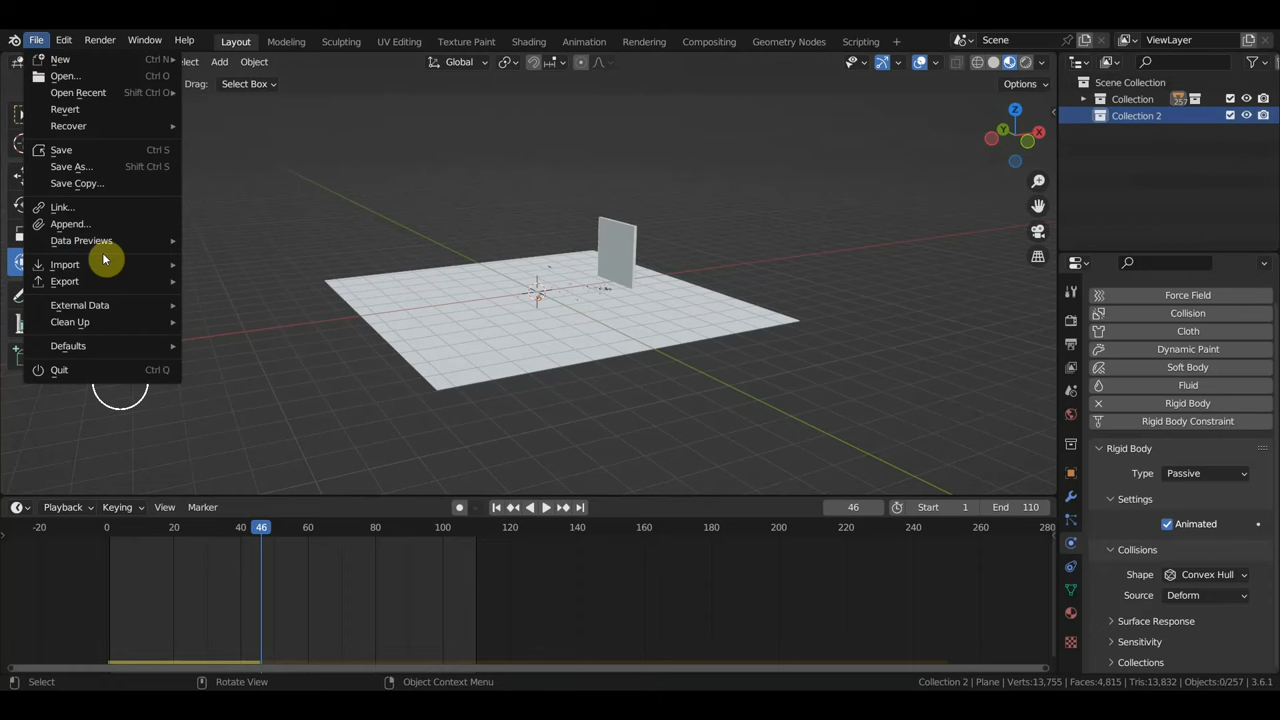 File Edit Render Window Help Layout Modeling Sculpting UV Editing Texture Paint Shading Animation Rendering Compositing Geometry Nodes Scripting Scene ViewLayer
New Ctrl N
Open... Ctrl O
Open Recent Shift Ctrl O
Revert
Recover
Save Ctrl S
Save As... Shift Ctrl S
Save Copy...
Link...
Append...
Data Previews
Import
Export
External Data
Clean Up
Defaults
Quit Ctrl Q
Add Object Global
Drag: Select Box Options
Z
Y X
Scene Collection
Collection 257
Collection 2
Force Field
Collision
Cloth
Dynamic Paint
Soft Body
Fluid
Rigid Body
Rigid Body Constraint
Rigid Body
Type Passive
Settings
Animated
Collisions
Shape Convex Hull
Source Deform
Surface Response
Sensitivity
Collections
Playback Keying View Marker 46 Start 1 End 110
-20 0 20 40 46 60 80 100 120 140 160 180 200 220 240 260 280
Select Rotate View Object Context Menu Collection 2 | Plane | Verts:13,755 | Faces:4,815 | Tris:13,832 | Objects:0/257 | 3.6.1